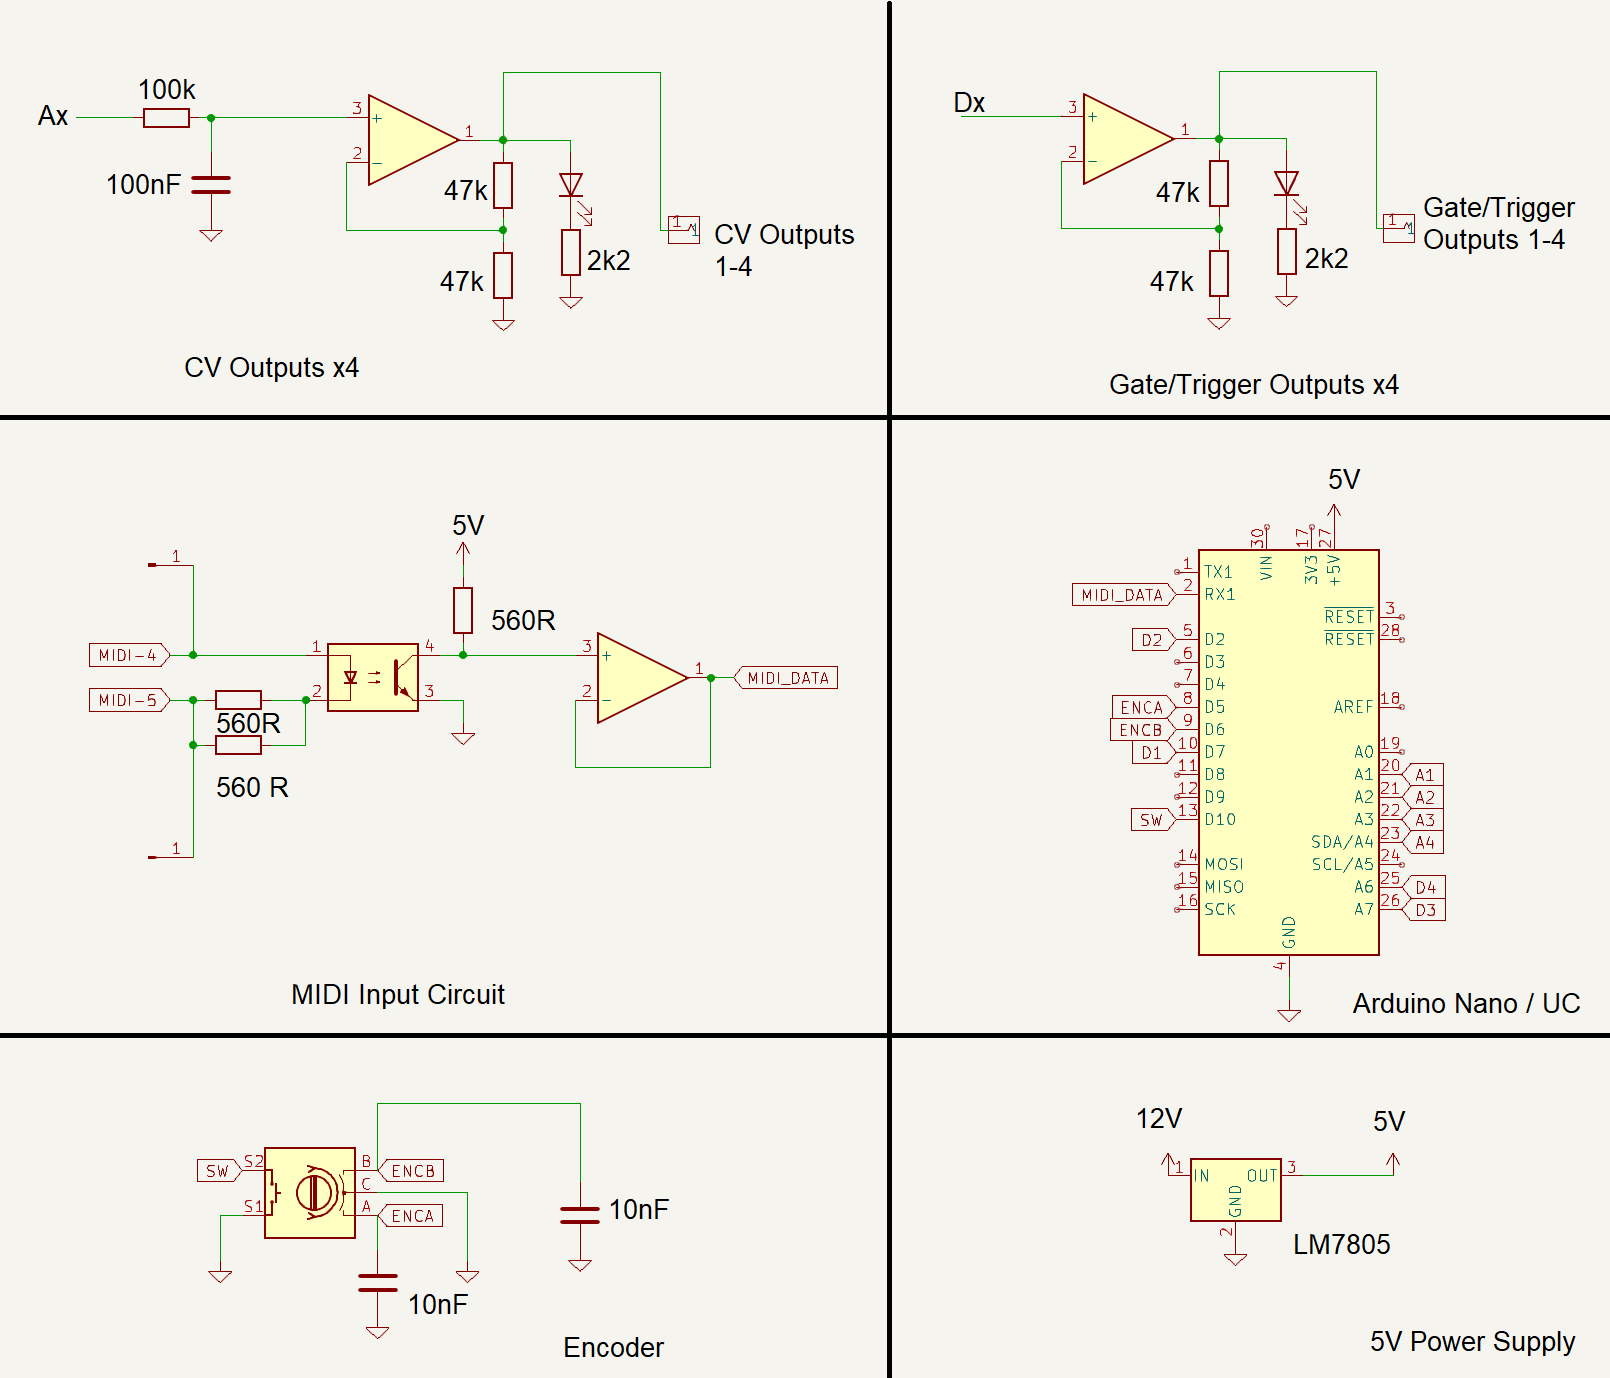 100k
Ax
100nF
3
+
2
−
1
47k
47k
2k2
1
1
CV Outputs
1-4
CV Outputs x4
Dx
3
+
2
−
1
47k
47k
2k2
1
1
Gate/Trigger
Outputs 1-4
Gate/Trigger Outputs x4
5V
560R
1
MIDI-4
MIDI-5
560R
560 R
1
1
2
4
3
3
+
2
−
1
MIDI_DATA
MIDI Input Circuit
5V
30
17
27
VIN
3V3
+5V
1
TX1
MIDI_DATA
2
RX1
D2
5
D2
6
D3
7
D4
ENCA
8
D5
ENCB
9
D6
D1
10
D7
11
D8
12
D9
SW
13
D10
14
MOSI
15
MISO
16
SCK
RESET
3
RESET
28
AREF
18
A0
19
A1
20
A1
A2
21
A2
A3
22
A3
SDA/A4
23
A4
SCL/A5
24
A6
25
D4
A7
26
D3
GND
4
Arduino Nano / UC
SW
S2
S1
B
ENCB
C
A
ENCA
10nF
10nF
Encoder
12V
5V
1
IN
OUT
3
GND
2
LM7805
5V Power Supply